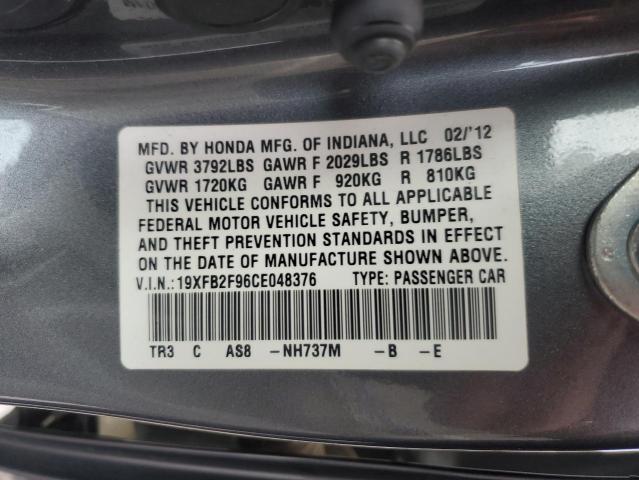 MFD. BY HONDA MFG. OF INDIANA, LLC 02/'12
GVWR 3792LBS GAWR F 2029LBS R 1786LBS
GVWR 1720KG GAWR F 920KG R 810KG
THIS VEHICLE CONFORMS TO ALL APPLICABLE
FEDERAL MOTOR VEHICLE SAFETY, BUMPER,
AND THEFT PREVENTION STANDARDS IN EFFECT
ON THE DATE OF MANUFACTURE SHOWN ABOVE.
V.I.N.:19XFB2F96CE048376 TYPE: PASSENGER CAR
TR3 C AS8 -NH737M -B -E